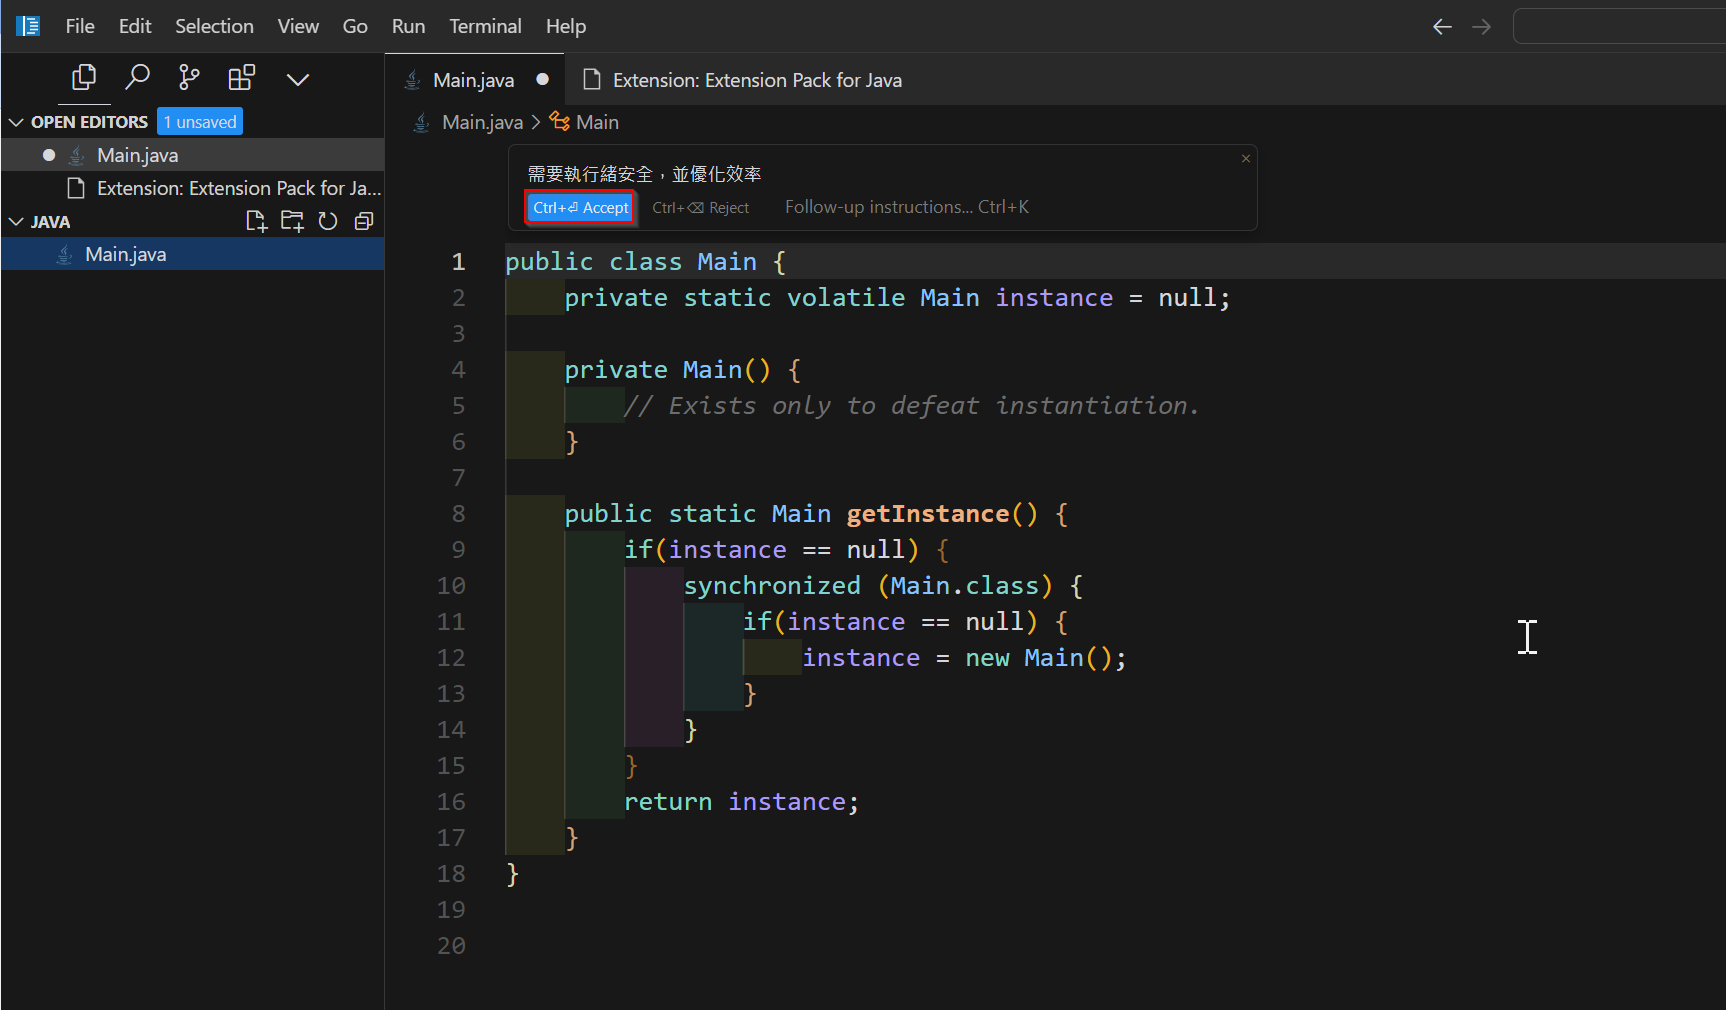 File Edit Selection View Go Run Terminal Help
Main.java
Extension: Extension Pack for Java
OPEN EDITORS 1 unsaved
Main.java
Extension: Extension Pack for Ja...
JAVA
Main.java
Main.java > Main
需要執行緒安全，並優化效率
Ctrl+⏎ Accept Ctrl+⌫ Reject Follow-up instructions... Ctrl+K
1 public class Main {
2 private static volatile Main instance = null;
3
4 private Main() {
5 // Exists only to defeat instantiation.
6 }
7
8 public static Main getInstance() {
9 if(instance == null) {
10 synchronized (Main.class) {
11 if(instance == null) {
12 instance = new Main();
13 }
14 }
15 }
16 return instance;
17 }
18 }
19
20